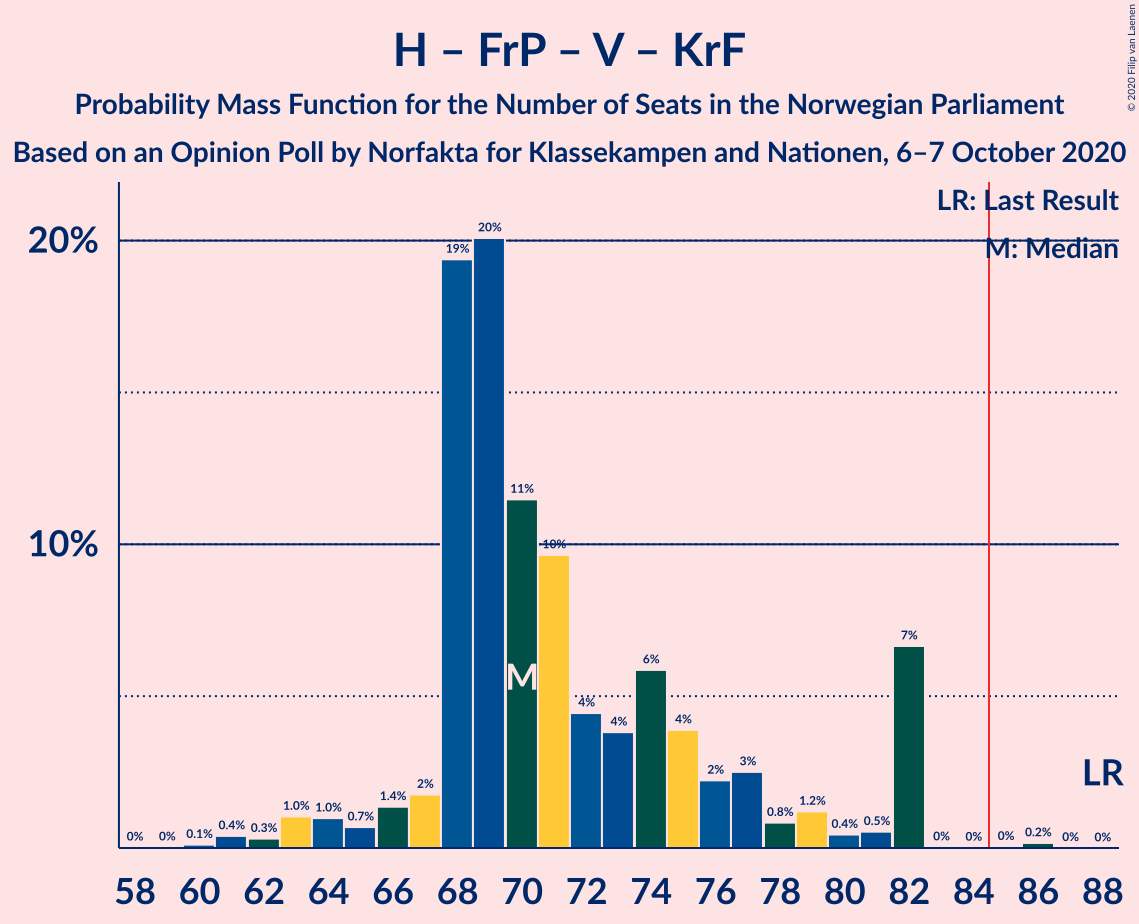 H – FrP – V – KrF
Probability Mass Function for the Number of Seats in the Norwegian Parliament
Based on an Opinion Poll by Norfakta for Klassekampen and Nationen, 6–7 October 2020
© 2020 Filip van Laenen
LR: Last Result
M: Median
20%
10%
0% 0% 0.1% 0.4% 0.3% 1.0% 1.0% 0.7% 1.4% 2% 19% 20% 11% 10% 4% 4% 6% 4% 2% 3% 0.8% 1.2% 0.4% 0.5% 7% 0% 0% 0% 0.2% 0% 0%
M
LR
58 60 62 64 66 68 70 72 74 76 78 80 82 84 86 88